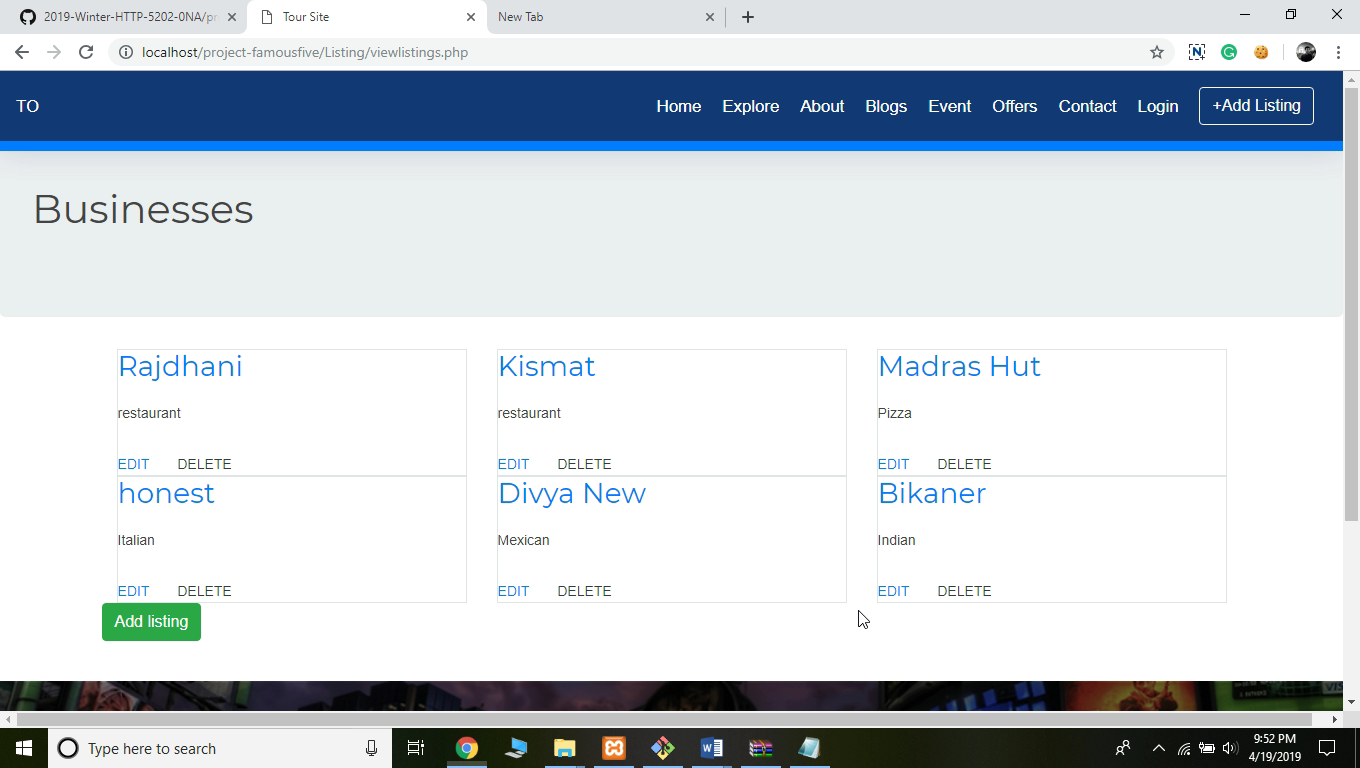 2019-Winter-HTTP-5202-0NA/pr
Tour Site
New Tab
localhost/project-famousfive/Listing/viewlistings.php
TO
Home Explore About Blogs Event Offers Contact Login +Add Listing
Businesses
Rajdhani Kismat Madras Hut
restaurant restaurant Pizza
EDIT DELETE EDIT DELETE EDIT DELETE
honest Divya New Bikaner
Italian Mexican Indian
EDIT DELETE EDIT DELETE EDIT DELETE
Add listing
Type here to search
9:52 PM
4/19/2019